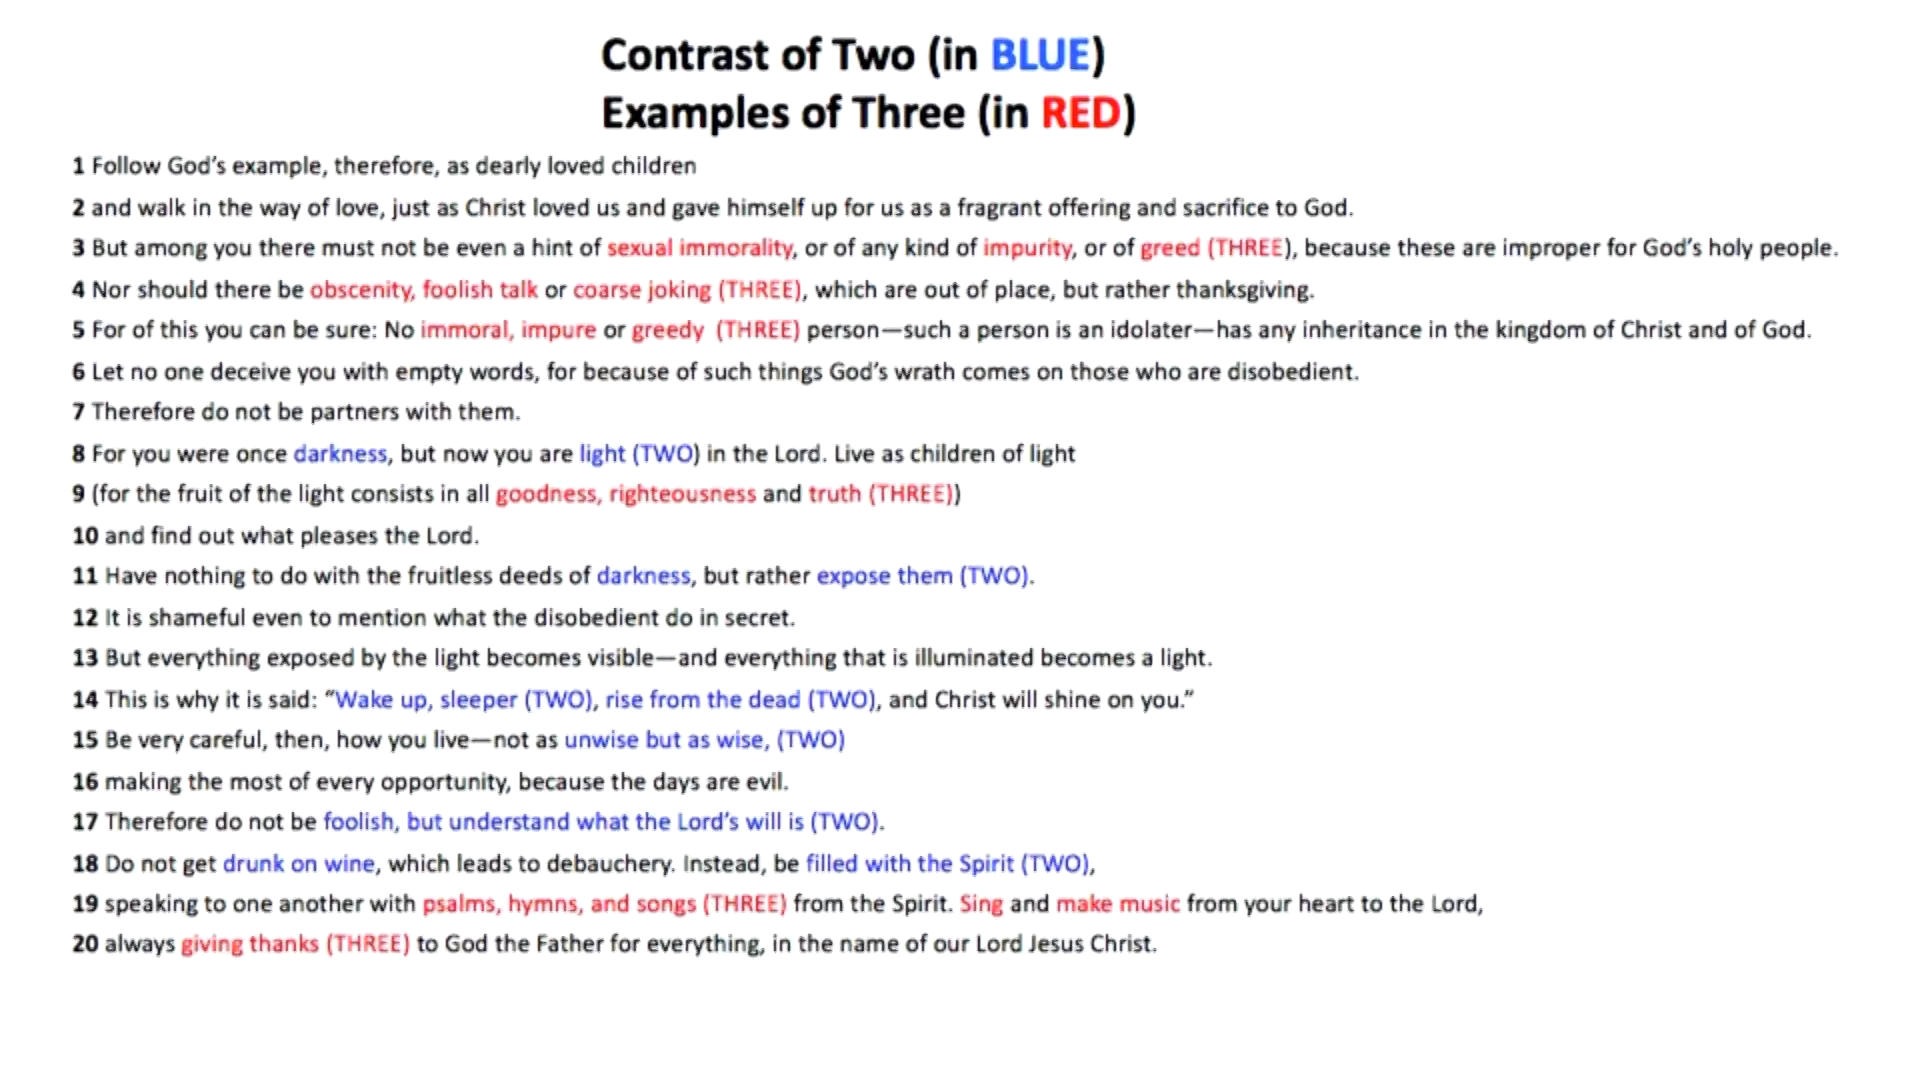 Contrast of Two (in BLUE)
Examples of Three (in RED)
1 Follow God’s example, therefore, as dearly loved children
2 and walk in the way of love, just as Christ loved us and gave himself up for us as a fragrant offering and sacrifice to God.
3 But among you there must not be even a hint of sexual immorality, or of any kind of impurity, or of greed (THREE), because these are improper for God’s holy people.
4 Nor should there be obscenity, foolish talk or coarse joking (THREE), which are out of place, but rather thanksgiving.
5 For of this you can be sure: No immoral, impure or greedy (THREE) person—such a person is an idolater—has any inheritance in the kingdom of Christ and of God.
6 Let no one deceive you with empty words, for because of such things God’s wrath comes on those who are disobedient.
7 Therefore do not be partners with them.
8 For you were once darkness, but now you are light (TWO) in the Lord. Live as children of light
9 (for the fruit of the light consists in all goodness, righteousness and truth (THREE))
10 and find out what pleases the Lord.
11 Have nothing to do with the fruitless deeds of darkness, but rather expose them (TWO).
12 It is shameful even to mention what the disobedient do in secret.
13 But everything exposed by the light becomes visible—and everything that is illuminated becomes a light.
14 This is why it is said: “Wake up, sleeper (TWO), rise from the dead (TWO), and Christ will shine on you.”
15 Be very careful, then, how you live—not as unwise but as wise, (TWO)
16 making the most of every opportunity, because the days are evil.
17 Therefore do not be foolish, but understand what the Lord’s will is (TWO).
18 Do not get drunk on wine, which leads to debauchery. Instead, be filled with the Spirit (TWO),
19 speaking to one another with psalms, hymns, and songs (THREE) from the Spirit. Sing and make music from your heart to the Lord,
20 always giving thanks (THREE) to God the Father for everything, in the name of our Lord Jesus Christ.